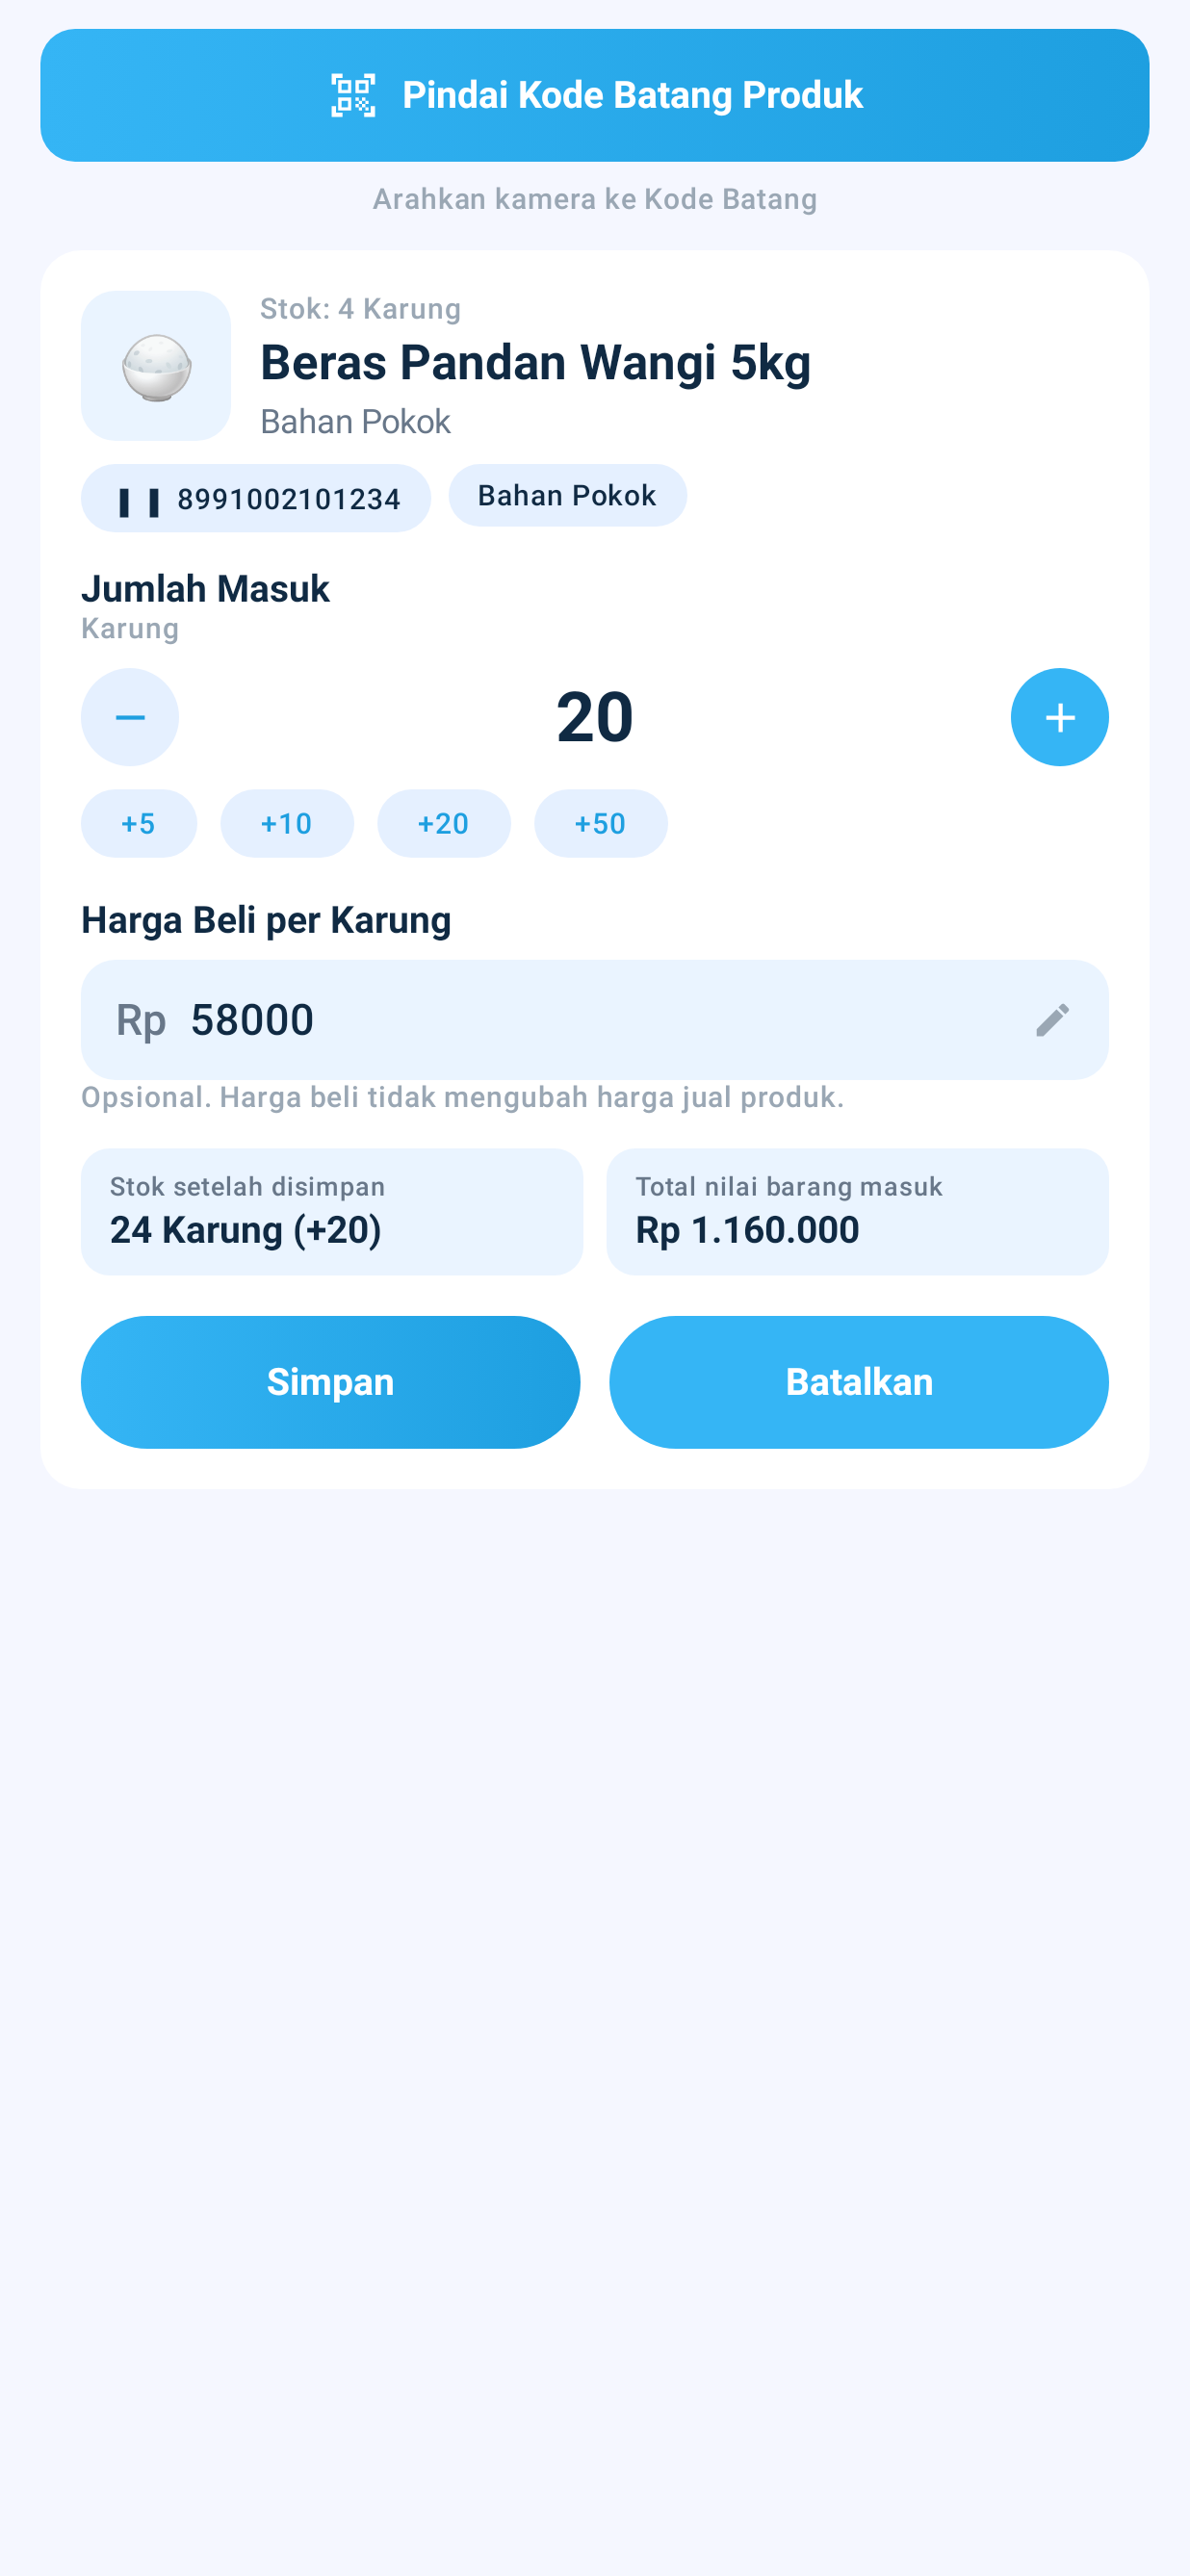 Pindai Kode Batang Produk
Arahkan kamera ke Kode Batang
Stok: 4 Karung
Beras Pandan Wangi 5kg
Bahan Pokok
8991002101234
Bahan Pokok
Jumlah Masuk
Karung
20
+5 +10 +20 +50
Harga Beli per Karung
Rp 58000
Opsional. Harga beli tidak mengubah harga jual produk.
Stok setelah disimpan
24 Karung (+20)
Total nilai barang masuk
Rp 1.160.000
Simpan
Batalkan